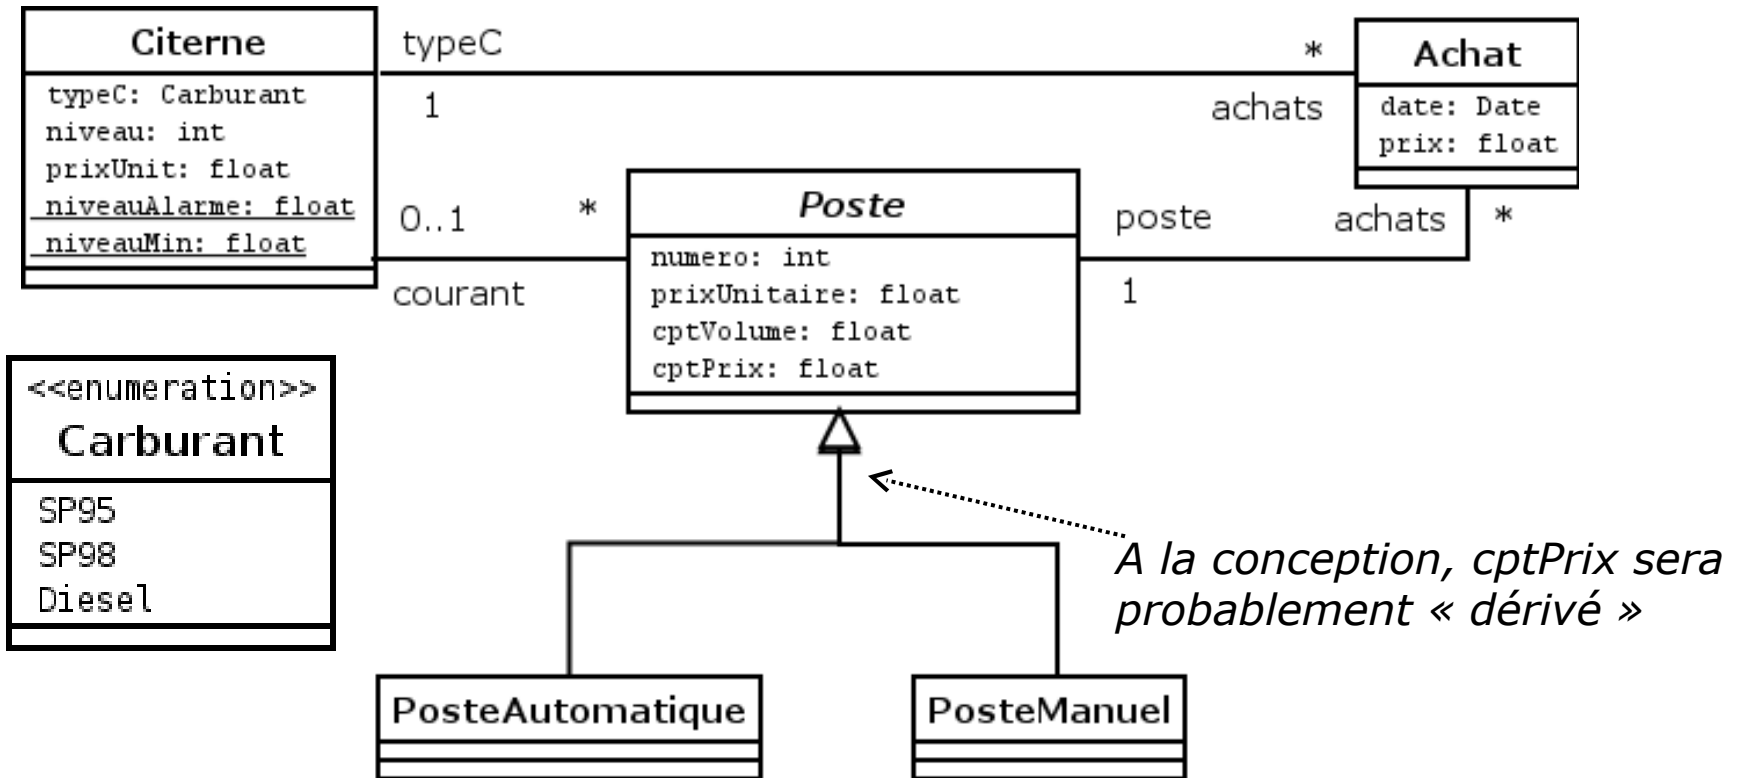 Citerne
typeC: Carburant
niveau: int
prixUnit: float
niveauAlarme: float
niveauMin: float
typeC
1
*
achats
Achat
date: Date
prix: float
0..1
*
courant
Poste
numero: int
prixUnitaire: float
cptVolume: float
cptPrix: float
poste
1
achats
*
<<enumeration>>
Carburant
SP95
SP98
Diesel
A la conception, cptPrix sera
probablement « dérivé »
PosteAutomatique
PosteManuel